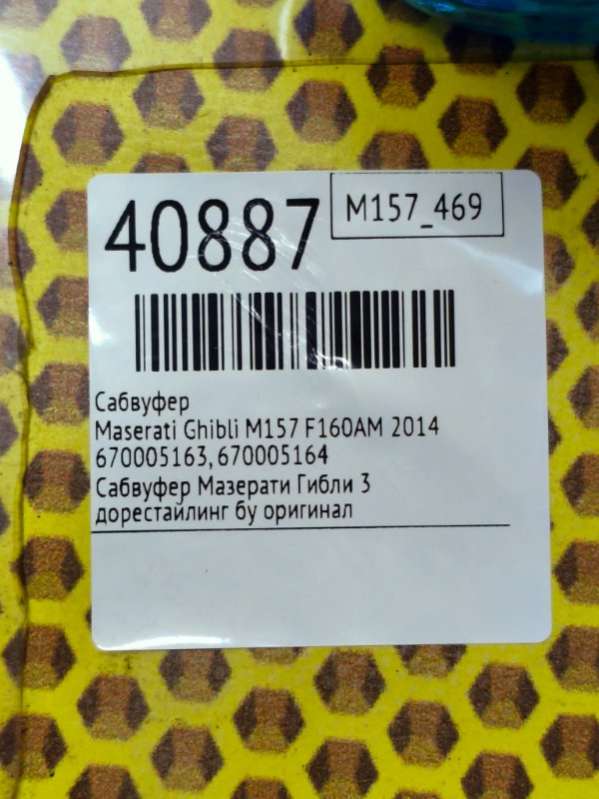 40887
M157_469
Сабвуфер
Maserati Ghibli M157 F160AM 2014
670005163, 670005164
Сабвуфер Мазерати Гибли 3
дорестайлинг бу оригинал